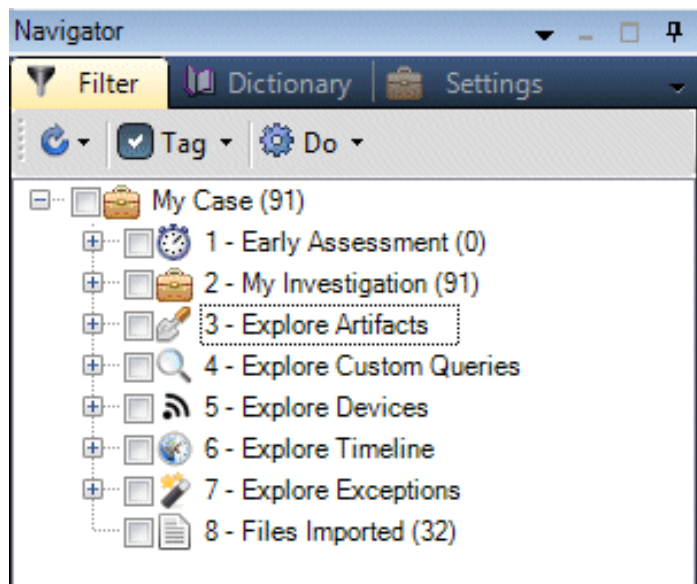 Navigator
Filter Dictionary Settings
Tag Do
My Case (91)
1 - Early Assessment (0)
2 - My Investigation (91)
3 - Explore Artifacts
4 - Explore Custom Queries
5 - Explore Devices
6 - Explore Timeline
7 - Explore Exceptions
8 - Files Imported (32)